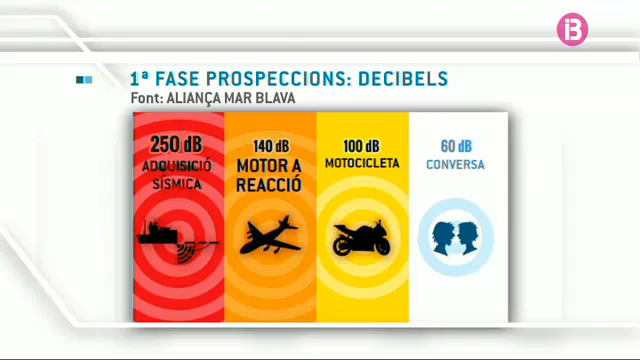 1ª FASE PROSPECCIONS: DECIBELS
Font: ALIANÇA MAR BLAVA
250 dB
ADQUISICIÓ
SÍSMICA
140 dB
MOTOR A
REACCIÓ
100 dB
MOTOCICLETA
60 dB
CONVERSA